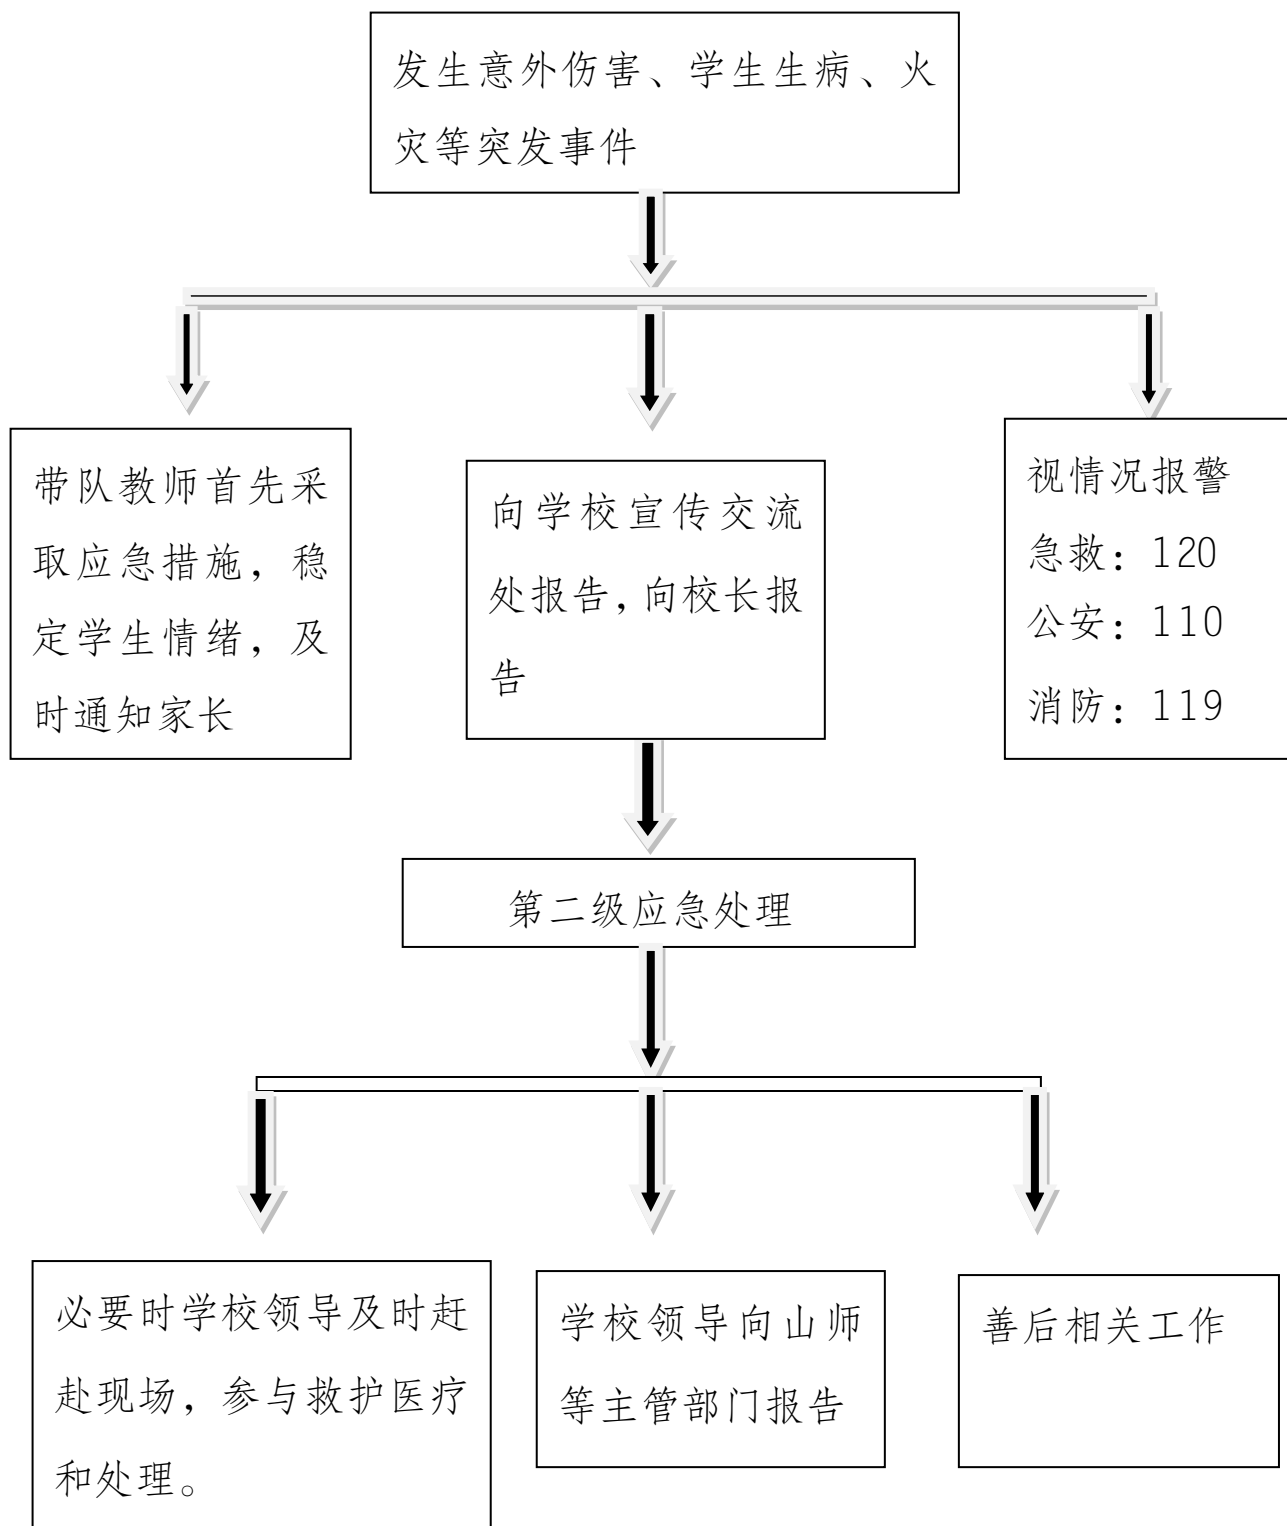 发生意外伤害、学生生病、火
灾等突发事件
带队教师首先采
取应急措施，稳
定学生情绪，及
时通知家长
向学校宣传交流
处报告，向校长报
告
视情况报警
急救：120
公安：110
消防：119
第二级应急处理
必要时学校领导及时赶
赴现场，参与救护医疗
和处理。
学校领导向山师
等主管部门报告
善后相关工作